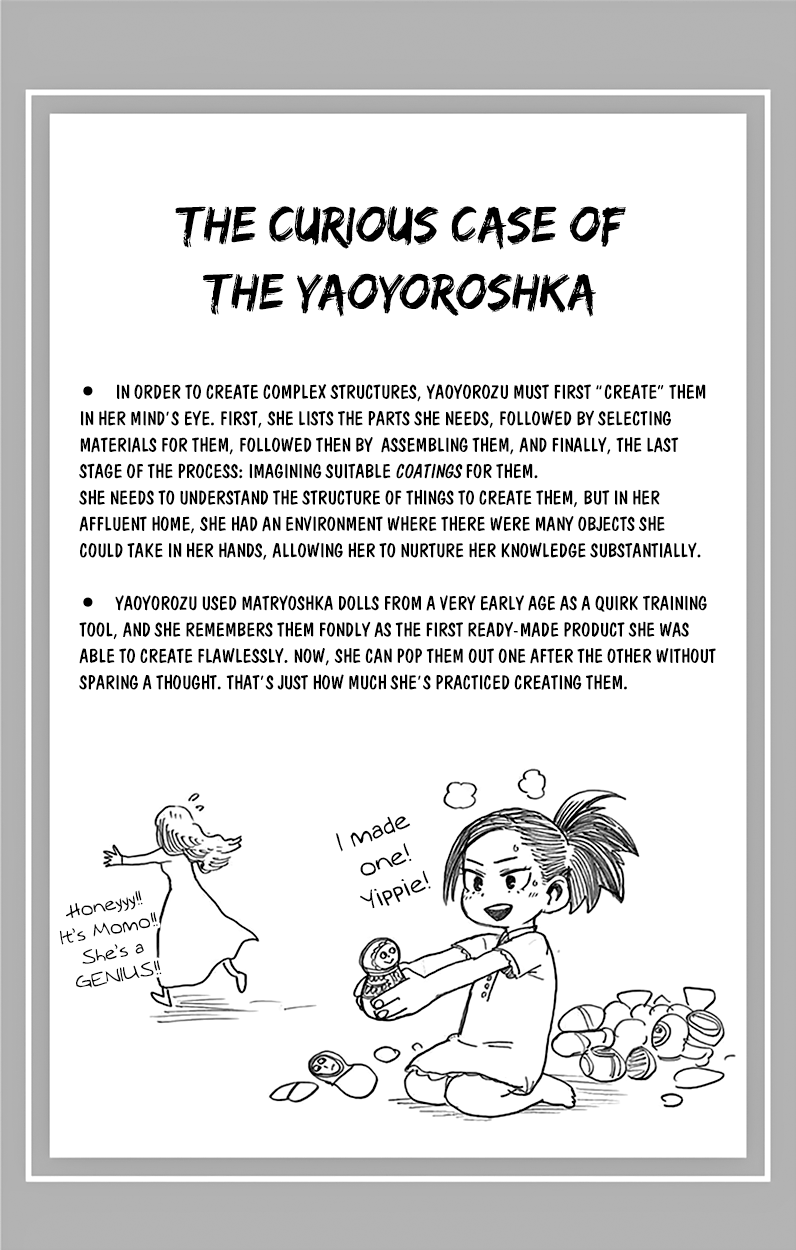 THE CURIOUS CASE OF
THE YAOYOROSHKA
● IN ORDER TO CREATE COMPLEX STRUCTURES, YAOYOROZU MUST FIRST "CREATE" THEM
IN HER MIND'S EYE. FIRST, SHE LISTS THE PARTS SHE NEEDS, FOLLOWED BY SELECTING
MATERIALS FOR THEM, FOLLOWED THEN BY ASSEMBLING THEM, AND FINALLY, THE LAST
STAGE OF THE PROCESS: IMAGINING SUITABLE COATINGS FOR THEM.
SHE NEEDS TO UNDERSTAND THE STRUCTURE OF THINGS TO CREATE THEM, BUT IN HER
AFFLUENT HOME, SHE HAD AN ENVIRONMENT WHERE THERE WERE MANY OBJECTS SHE
COULD TAKE IN HER HANDS, ALLOWING HER TO NURTURE HER KNOWLEDGE SUBSTANTIALLY.
● YAOYOROZU USED MATRYOSHKA DOLLS FROM A VERY EARLY AGE AS A QUIRK TRAINING
TOOL, AND SHE REMEMBERS THEM FONDLY AS THE FIRST READY-MADE PRODUCT SHE WAS
ABLE TO CREATE FLAWLESSLY. NOW, SHE CAN POP THEM OUT ONE AFTER THE OTHER WITHOUT
SPARING A THOUGHT. THAT'S JUST HOW MUCH SHE'S PRACTICED CREATING THEM.
I made
one!
Yippie!
Honeyyy!!
It's Momo!!
She's a
GENIUS!!